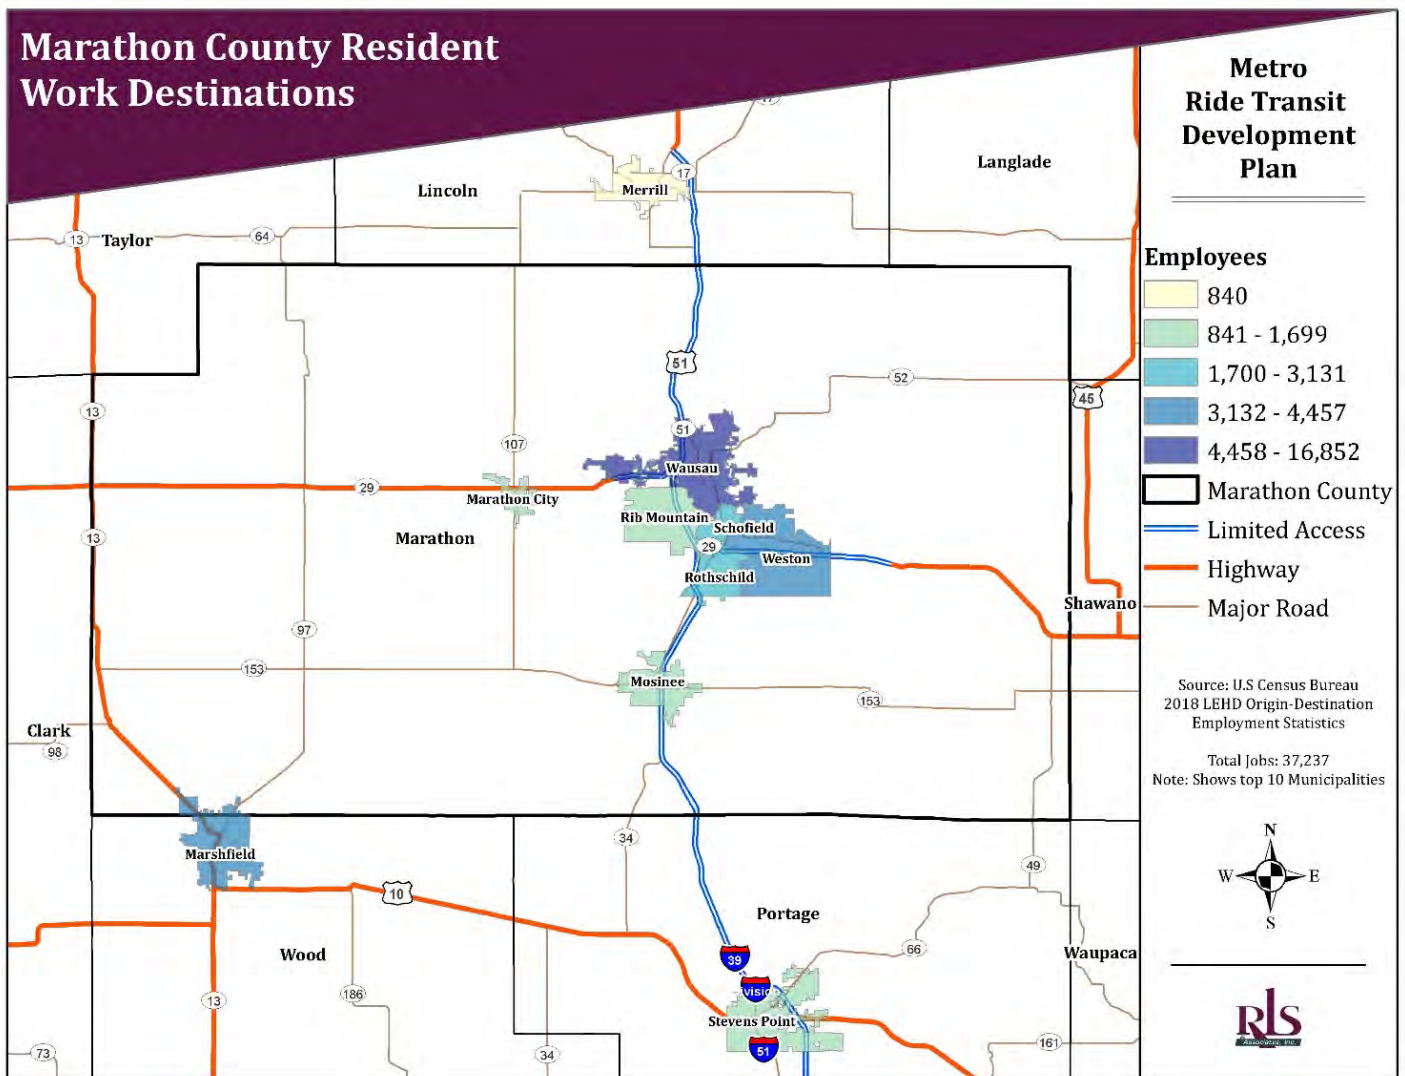 Marathon County Resident
Work Destinations
Metro
Ride Transit
Development
Plan
Employees
840
841 - 1,699
1,700 - 3,131
3,132 - 4,457
4,458 - 16,852
Marathon County
Limited Access
Highway
Major Road
Source: U.S Census Bureau
2018 LEHD Origin-Destination
Employment Statistics
Total Jobs: 37,237
Note: Shows top 10 Municipalities
N
W
E
S
RLS
Associates, Inc.
17
Langlade
17
Merrill
Lincoln
13
Taylor
64
51
52
45
13
51
107
Wausau
29
Marathon City
Rib Mountain
Schofield
13
Marathon
29
Weston
Rothschild
Shawano
97
153
Mosinee
153
Clark
98
34
Marshfield
49
10
Portage
66
Waupaca
Wood
39
186
13
Stevens Point
51
161
73
34